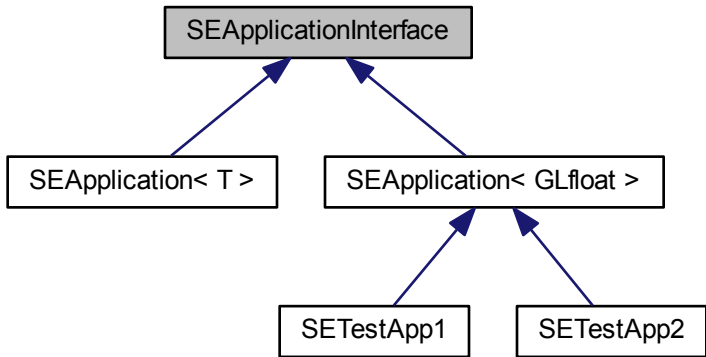 SEApplicationInterface
SEApplication< T >
SEApplication< GLfloat >
SETestApp1
SETestApp2